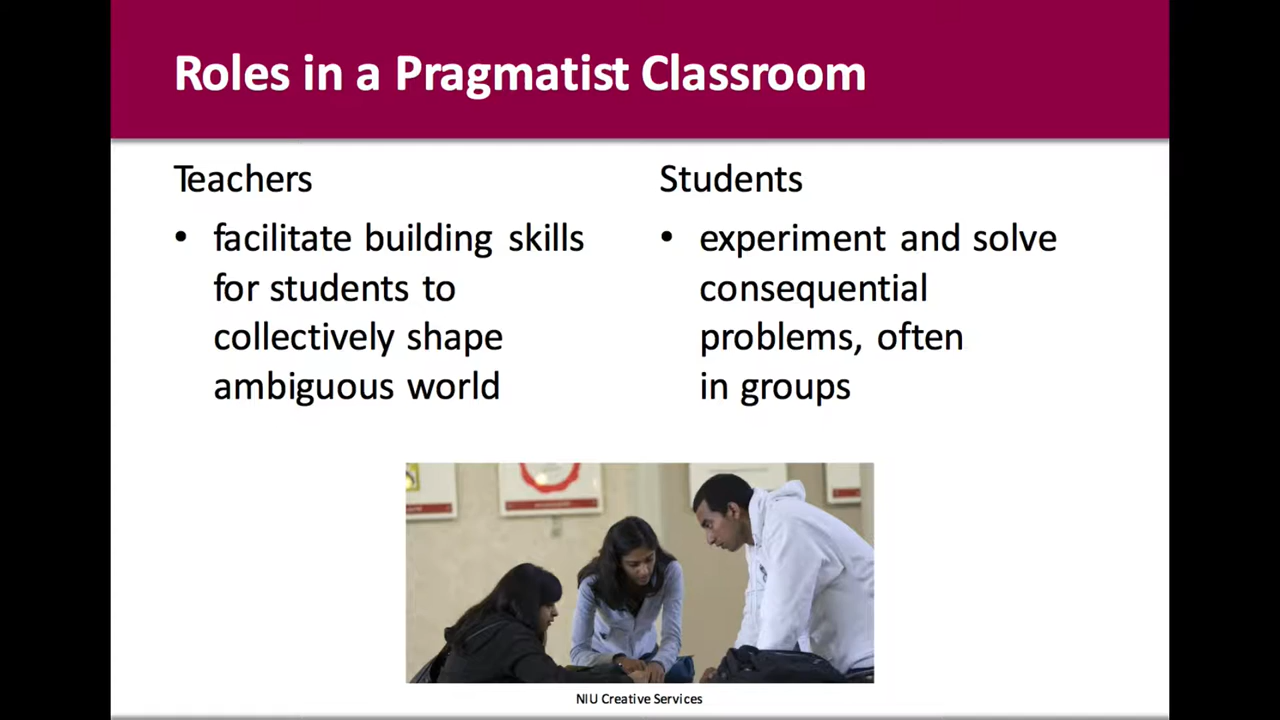 Roles in a Pragmatist Classroom
Teachers
• facilitate building skills
for students to
collectively shape
ambiguous world
Students
• experiment and solve
consequential
problems, often
in groups
NIU Creative Services